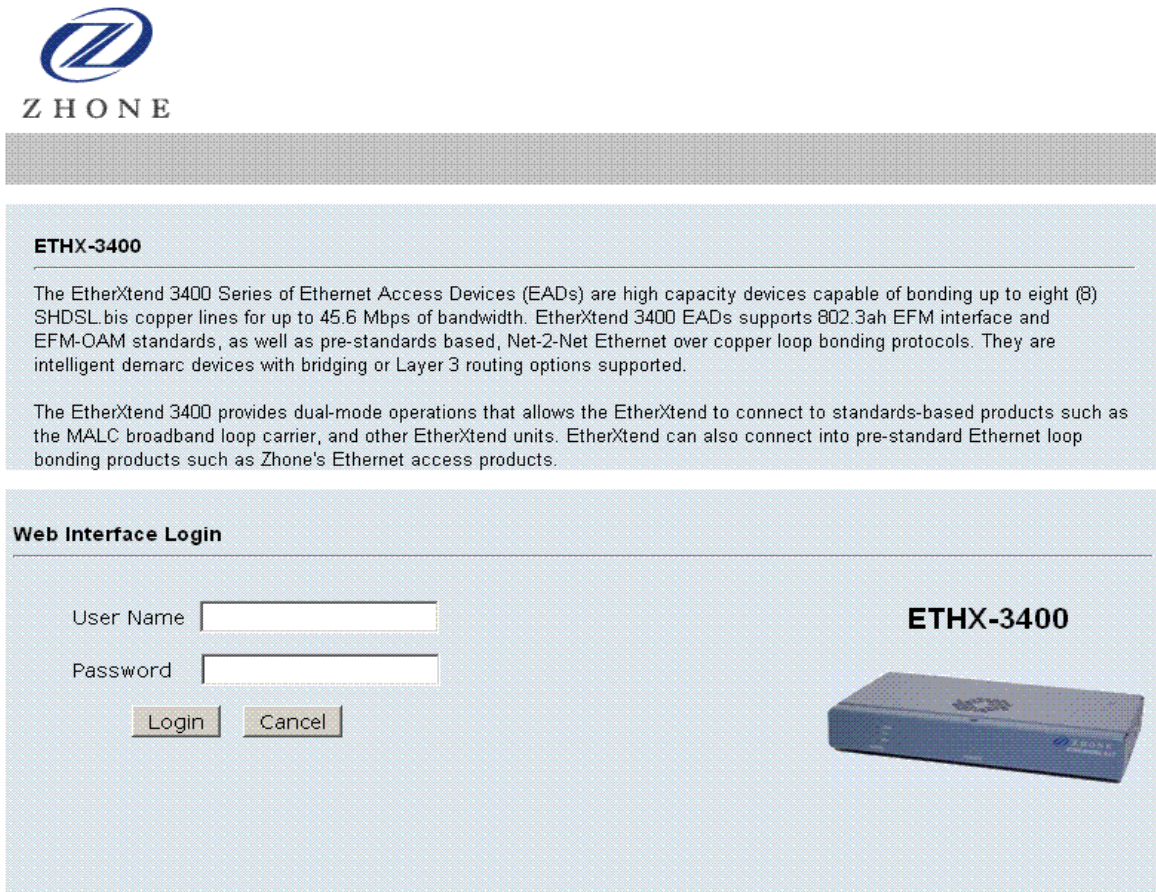 ZHONE
ETHX-3400
The EtherXtend 3400 Series of Ethernet Access Devices (EADs) are high capacity devices capable of bonding up to eight (8)
SHDSL.bis copper lines for up to 45.6 Mbps of bandwidth. EtherXtend 3400 EADs supports 802.3ah EFM interface and
EFM-OAM standards, as well as pre-standards based, Net-2-Net Ethernet over copper loop bonding protocols. They are
intelligent demarc devices with bridging or Layer 3 routing options supported.
The EtherXtend 3400 provides dual-mode operations that allows the EtherXtend to connect to standards-based products such as
the MALC broadband loop carrier, and other EtherXtend units. EtherXtend can also connect into pre-standard Ethernet loop
bonding products such as Zhone's Ethernet access products.
Web Interface Login
User Name
Password
Login Cancel
ETHX-3400
ZHONE